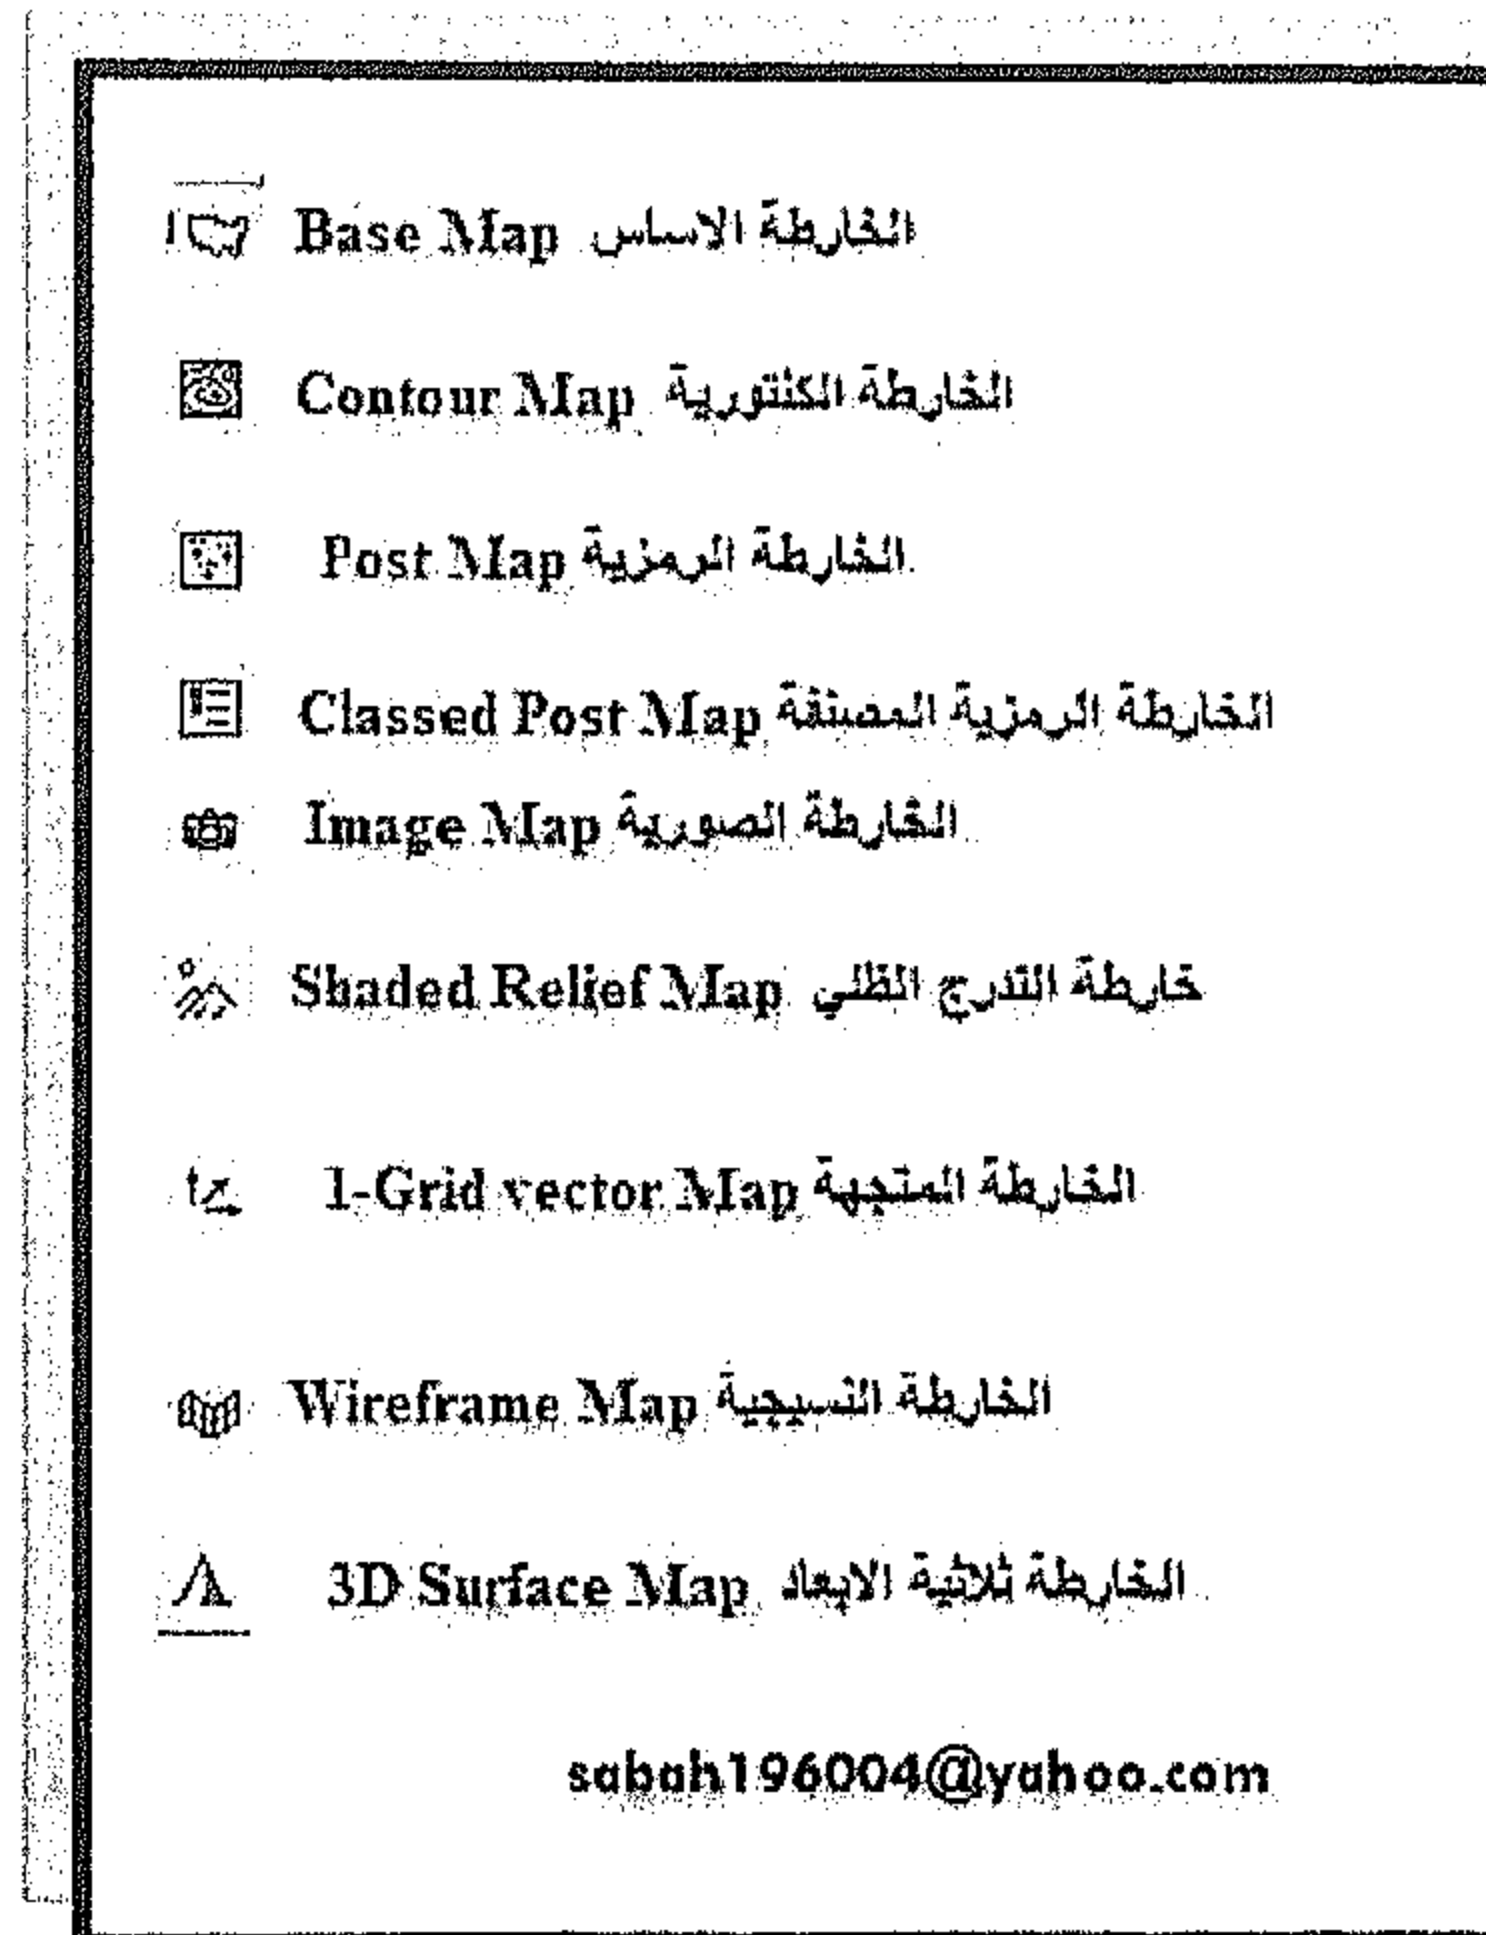 Base Map الخارطة الاساس
Contour Map الخارطة الكنتورية
Post Map الخارطة الرمزية
Classed Post Map الخارطة الرمزية المصنفة
Image Map الخارطة الصورية
Shaded Relief Map خارطة التدرج الظلي
1-Grid vector Map الخارطة المتجهة
Wireframe Map الخارطة النسيجية
3D Surface Map الخارطة ثلاثية الابعاد
sabah196004@yahoo.com